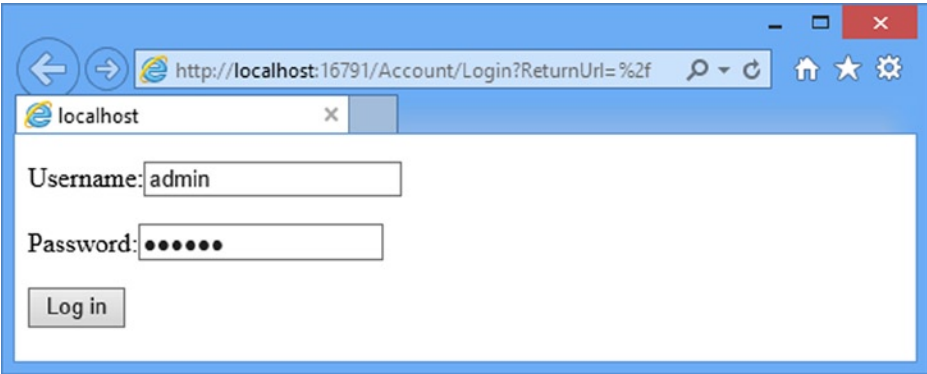 http://localhost:16791/Account/Login?ReturnUrl=%2f
localhost
Username: admin
Password: ●●●●●●
Log in